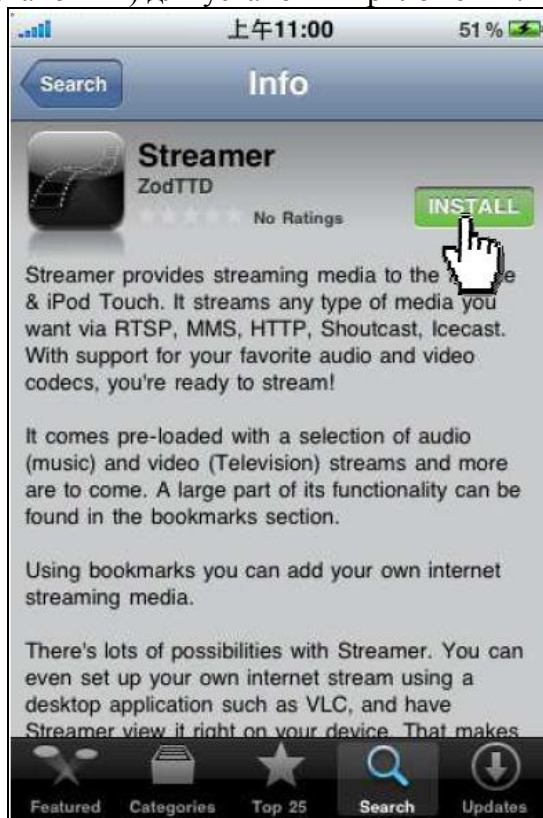 上午11:00
51 %
Search
Info
Streamer
ZodTTD
No Ratings
INSTALL
Streamer provides streaming media to the
& iPod Touch. It streams any type of media you
want via RTSP, MMS, HTTP, Shoutcast, Icecast.
With support for your favorite audio and video
codecs, you're ready to stream!
It comes pre-loaded with a selection of audio
(music) and video (Television) streams and more
are to come. A large part of its functionality can be
found in the bookmarks section.
Using bookmarks you can add your own internet
streaming media.
There's lots of possibilities with Streamer. You can
even set up your own internet stream using a
desktop application such as VLC, and have
Streamer view it right on your device. That makes
Featured
Categories
Top 25
Search
Updates